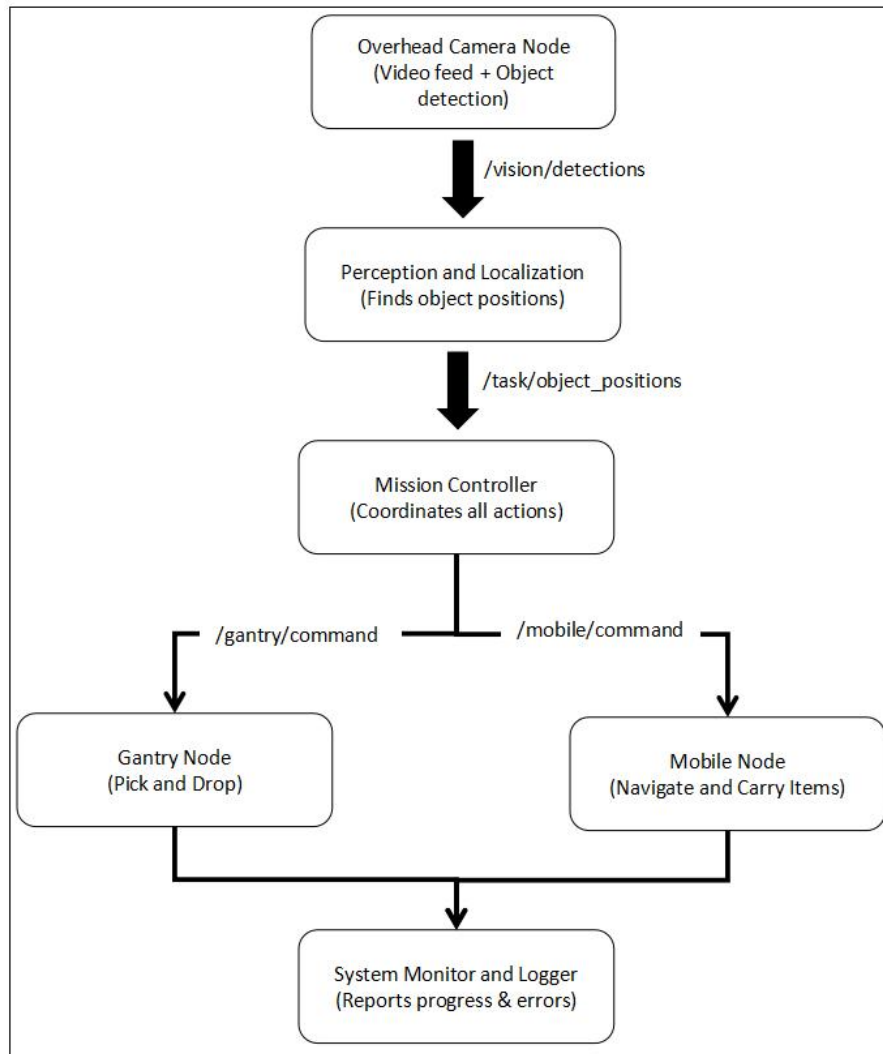 Overhead Camera Node
(Video feed + Object
detection)
/vision/detections
Perception and Localization
(Finds object positions)
/task/object_positions
Mission Controller
(Coordinates all actions)
/gantry/command
/mobile/command
Gantry Node
(Pick and Drop)
Mobile Node
(Navigate and Carry Items)
System Monitor and Logger
(Reports progress & errors)